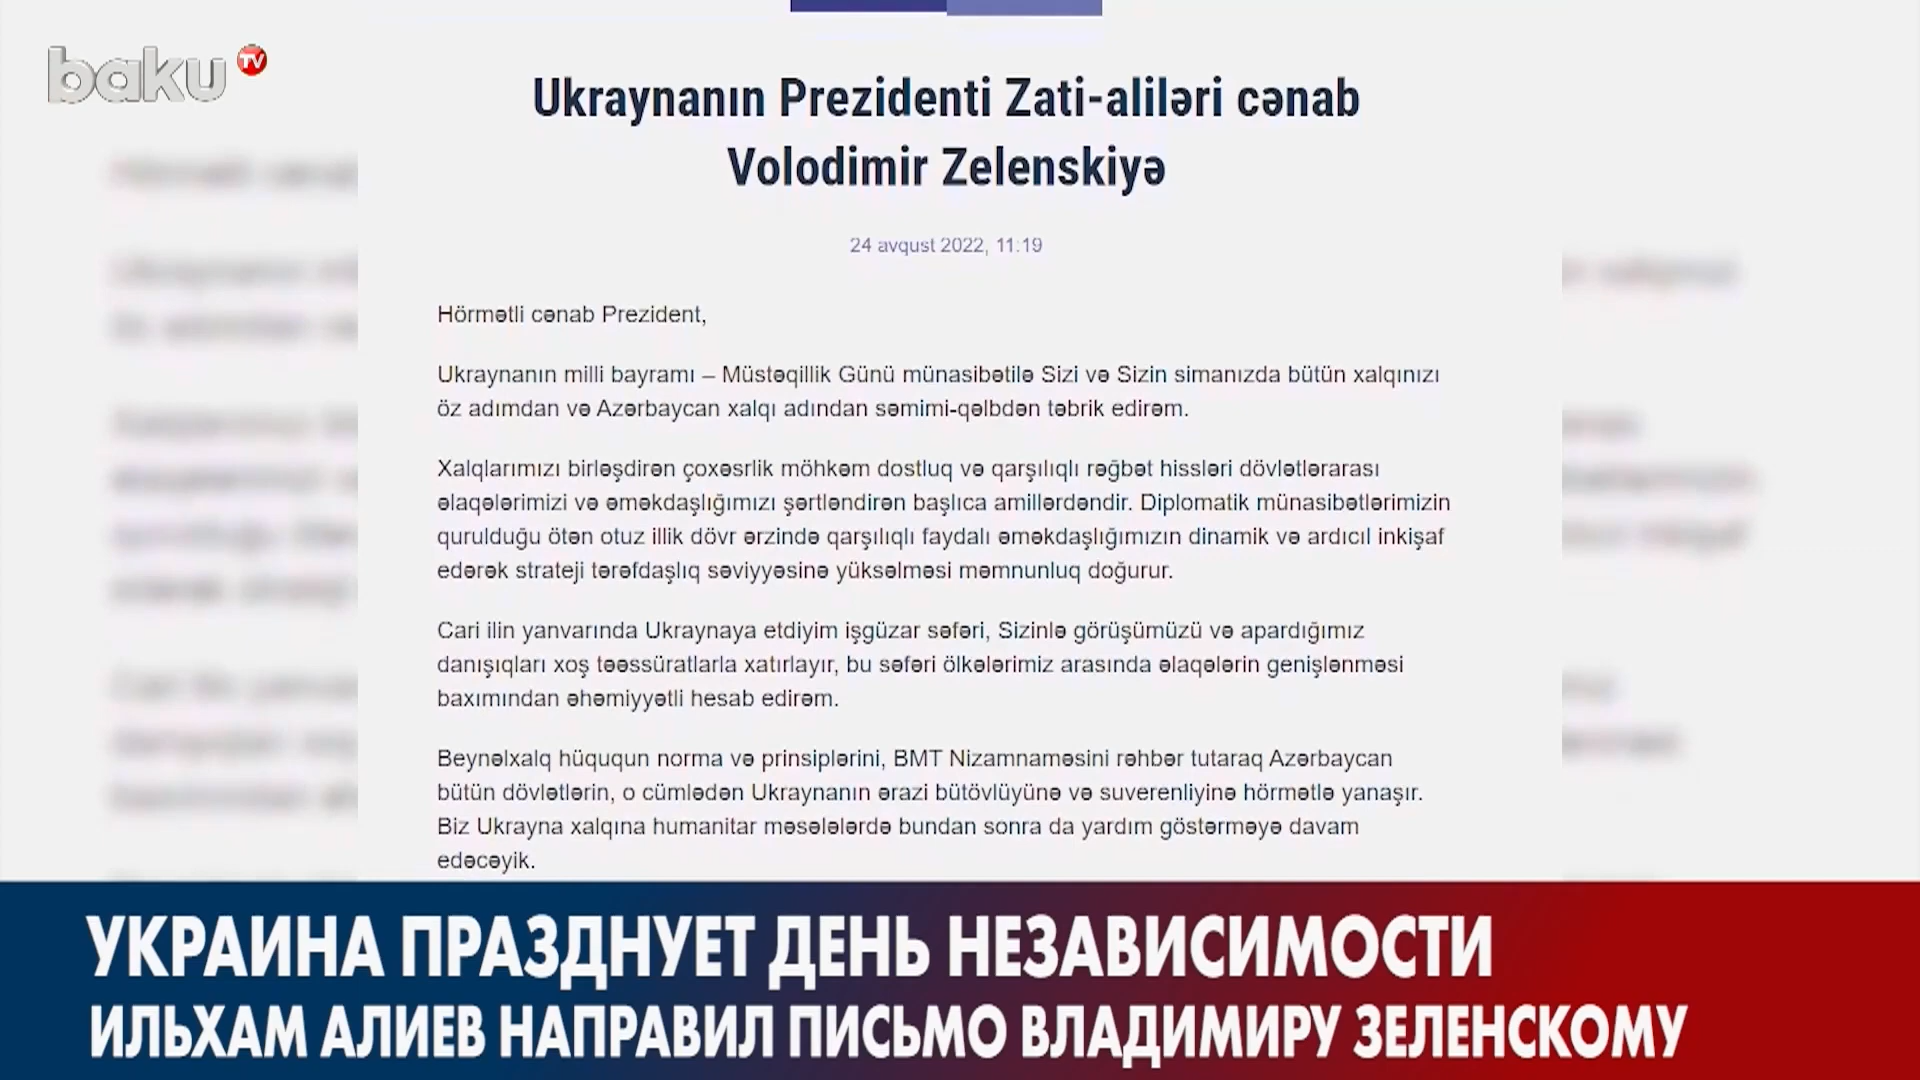 baku TV
Ukraynanın Prezidenti Zati-aliləri cənab
Volodimir Zelenskiyə
24 avqust 2022, 11:19
Hörmətli cənab Prezident,
Ukraynanın milli bayramı – Müstəqillik Günü münasibətilə Sizi və Sizin simanızda bütün xalqınızı
öz adımdan və Azərbaycan xalqı adından səmimi-qəlbdən təbrik edirəm.
Xalqlarımızı birləşdirən çoxəsrlik möhkəm dostluq və qarşılıqlı rəğbət hissləri dövlətlərarası
əlaqələrimizi və əməkdaşlığımızı şərtləndirən başlıca amillərdəndir. Diplomatik münasibətlərimizin
qurulduğu ötən otuz illik dövr ərzində qarşılıqlı faydalı əməkdaşlığımızın dinamik və ardıcıl inkişaf
edərək strateji tərəfdaşlıq səviyyəsinə yüksəlməsi məmnunluq doğurur.
Cari ilin yanvarında Ukraynaya etdiyim işgüzar səfəri, Sizinlə görüşümüzü və apardığımız
danışıqları xoş təəssüratlarla xatırlayır, bu səfəri ölkələrimiz arasında əlaqələrin genişlənməsi
baxımından əhəmiyyətli hesab edirəm.
Beynəlxalq hüququn norma və prinsiplərini, BMT Nizamnaməsini rəhbər tutaraq Azərbaycan
bütün dövlətlərin, o cümlədən Ukraynanın ərazi bütövlüyünə və suverenliyinə hörmətlə yanaşır.
Biz Ukrayna xalqına humanitar məsələlərdə bundan sonra da yardım göstərməyə davam
edəcəyik.
УКРАИНА ПРАЗДНУЕТ ДЕНЬ НЕЗАВИСИМОСТИ
ИЛЬХАМ АЛИЕВ НАПРАВИЛ ПИСЬМО ВЛАДИМИРУ ЗЕЛЕНСКОМУ